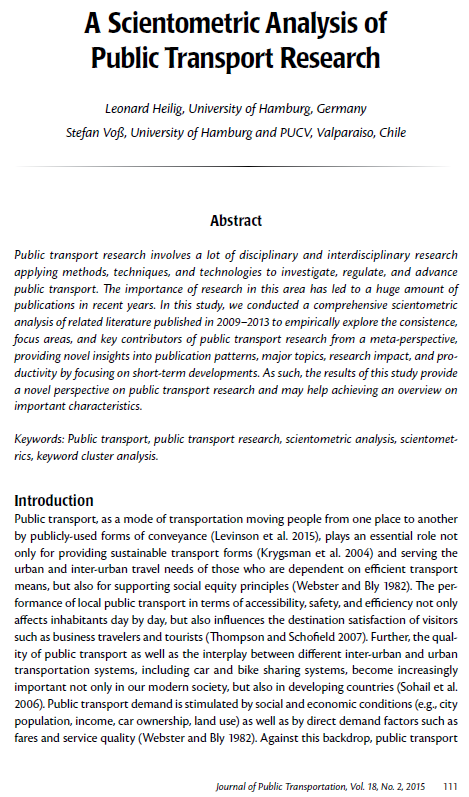 A Scientometric Analysis of
Public Transport Research
Leonard Heilig, University of Hamburg, Germany
Stefan Voß, University of Hamburg and PUCV, Valparaiso, Chile
Abstract
Public transport research involves a lot of disciplinary and interdisciplinary research
applying methods, techniques, and technologies to investigate, regulate, and advance
public transport. The importance of research in this area has led to a huge amount of
publications in recent years. In this study, we conducted a comprehensive scientometric
analysis of related literature published in 2009–2013 to empirically explore the consistence,
focus areas, and key contributors of public transport research from a meta-perspective,
providing novel insights into publication patterns, major topics, research impact, and pro-
ductivity by focusing on short-term developments. As such, the results of this study provide
a novel perspective on public transport research and may help achieving an overview on
important characteristics.
Keywords: Public transport, public transport research, scientometric analysis, scientomet-
rics, keyword cluster analysis.
Introduction
Public transport, as a mode of transportation moving people from one place to another
by publicly-used forms of conveyance (Levinson et al. 2015), plays an essential role not
only for providing sustainable transport forms (Krygsman et al. 2004) and serving the
urban and inter-urban travel needs of those who are dependent on efficient transport
means, but also for supporting social equity principles (Webster and Bly 1982). The per-
formance of local public transport in terms of accessibility, safety, and efficiency not only
affects inhabitants day by day, but also influences the destination satisfaction of visitors
such as business travelers and tourists (Thompson and Schofield 2007). Further, the qual-
ity of public transport as well as the interplay between different inter-urban and urban
transportation systems, including car and bike sharing systems, become increasingly
important not only in our modern society, but also in developing countries (Sohail et al.
2006). Public transport demand is stimulated by social and economic conditions (e.g., city
population, income, car ownership, land use) as well as by direct demand factors such as
fares and service quality (Webster and Bly 1982). Against this backdrop, public transport
Journal of Public Transportation, Vol. 18, No. 2, 2015 111